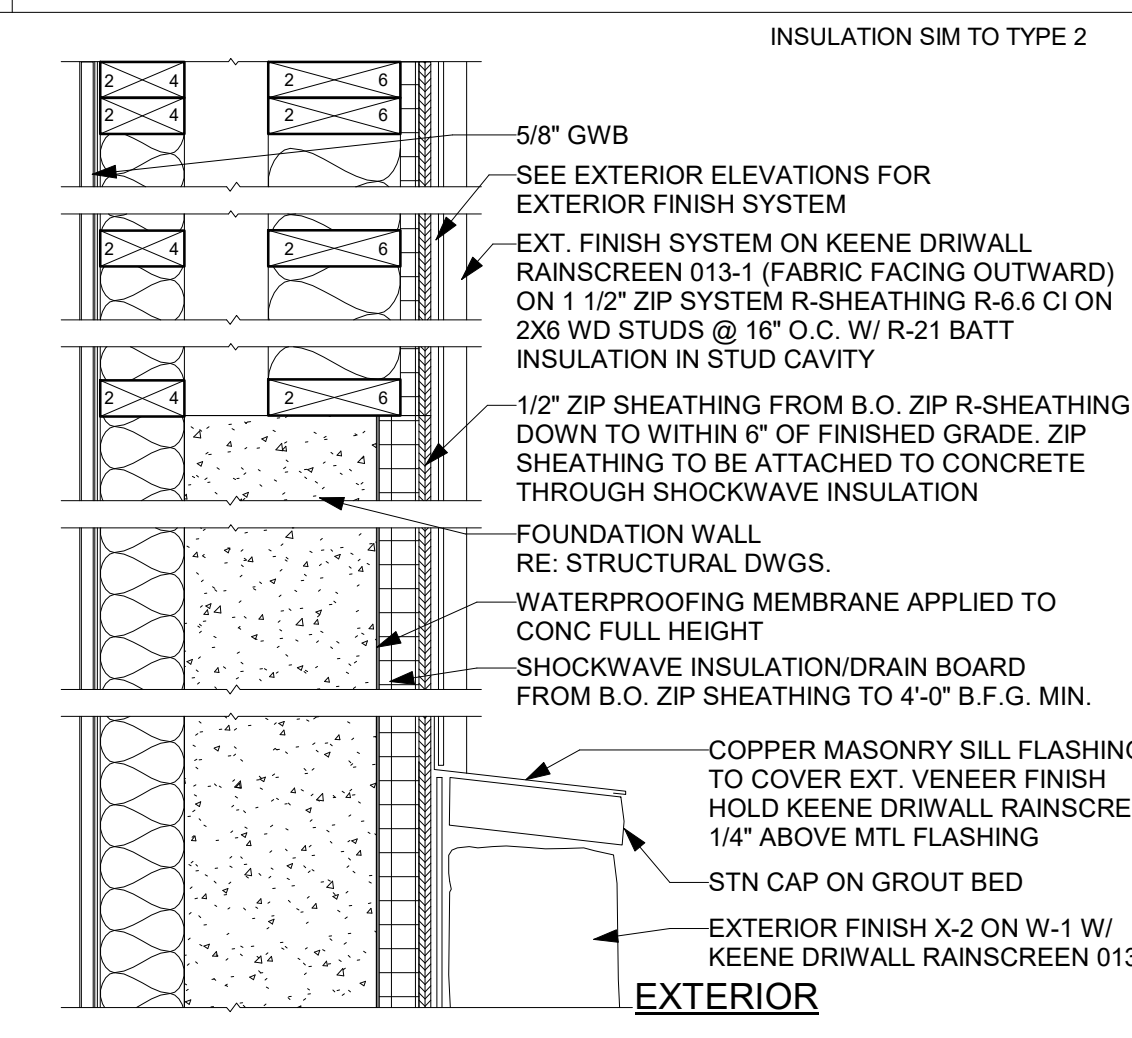 INSULATION SIM TO TYPE 2
2 4 2 6
2 4 2 6
5/8" GWB
SEE EXTERIOR ELEVATIONS FOR
EXTERIOR FINISH SYSTEM
2 4 2 6
EXT. FINISH SYSTEM ON KEENE DRIWALL
RAINSCREEN 013-1 (FABRIC FACING OUTWARD)
ON 1 1/2" ZIP SYSTEM R-SHEATHING R-6.6 CI ON
2X6 WD STUDS @ 16" O.C. W/ R-21 BATT
INSULATION IN STUD CAVITY
2 4 2 6
1/2" ZIP SHEATHING FROM B.O. ZIP R-SHEATHING
DOWN TO WITHIN 6" OF FINISHED GRADE. ZIP
SHEATHING TO BE ATTACHED TO CONCRETE
THROUGH SHOCKWAVE INSULATION
FOUNDATION WALL
RE: STRUCTURAL DWGS.
WATERPROOFING MEMBRANE APPLIED TO
CONC FULL HEIGHT
SHOCKWAVE INSULATION/DRAIN BOARD
FROM B.O. ZIP SHEATHING TO 4'-0" B.F.G. MIN.
COPPER MASONRY SILL FLASHING
TO COVER EXT. VENEER FINISH
HOLD KEENE DRIWALL RAINSCRE
1/4" ABOVE MTL FLASHING
STN CAP ON GROUT BED
EXTERIOR FINISH X-2 ON W-1 W/
KEENE DRIWALL RAINSCREEN 013
EXTERIOR